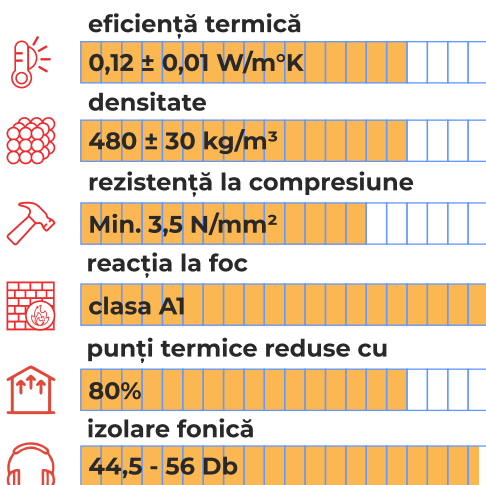 eficiență termică
0,12 ± 0,01 W/m°K
densitate
480 ± 30 kg/m³
rezistență la compresiune
Min. 3,5 N/mm²
reacția la foc
clasa A1
punți termice reduse cu
80%
izolare fonică
44,5 - 56 Db